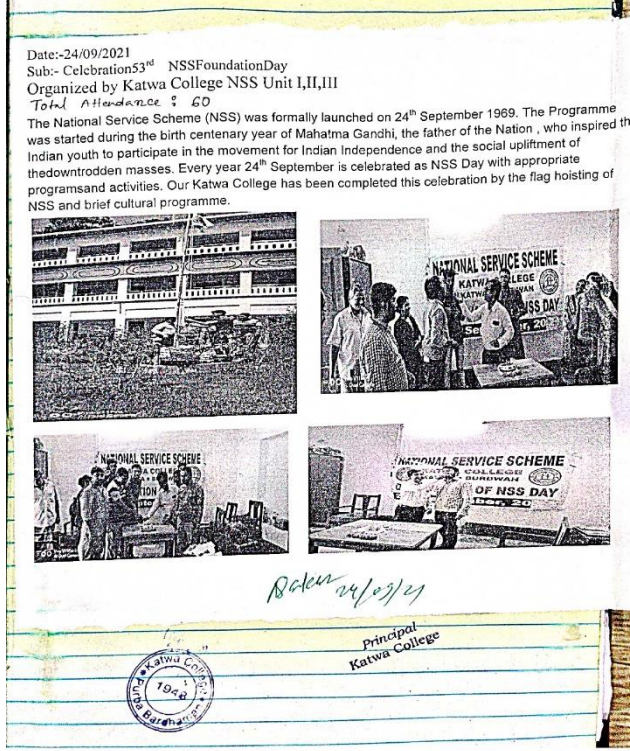 Date:-24/09/2021
Sub:- Celebration53rd NSSFoundationDay
Organized by Katwa College NSS Unit I,II,III
Total Attendance : 60
The National Service Scheme (NSS) was formally launched on 24th September 1969. The Programme
was started during the birth centenary year of Mahatma Gandhi, the father of the Nation , who inspired th
Indian youth to participate in the movement for Indian Independence and the social upliftment of
thedowntrodden masses. Every year 24th September is celebrated as NSS Day with appropriate
programsand activities. Our Katwa College has been completed this celebration by the flag hoisting of
NSS and brief cultural programme.
NATIONAL SERVICE SCHEME
KATWA COLLEGE
NSS DAY
20
NATIONAL SERVICE SCHEME
NATIONAL SERVICE SCHEME
COLLEGE
BURDWAN
OF NSS DAY
20
24/09/21
Principal
Katwa College
Katwa College
1948
Purba Bardhaman